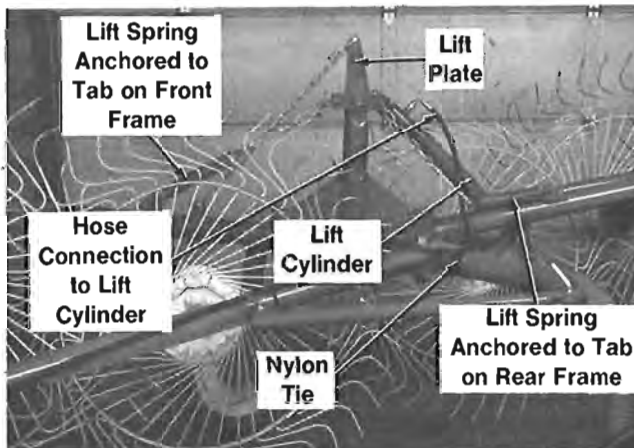 Lift Spring
Anchored to
Tab on Front
Frame
Lift
Plate
Hose
Connection
to Lift
Cylinder
Lift
Cylinder
Nylon
Tie
Lift Spring
Anchored to Tab
on Rear Frame